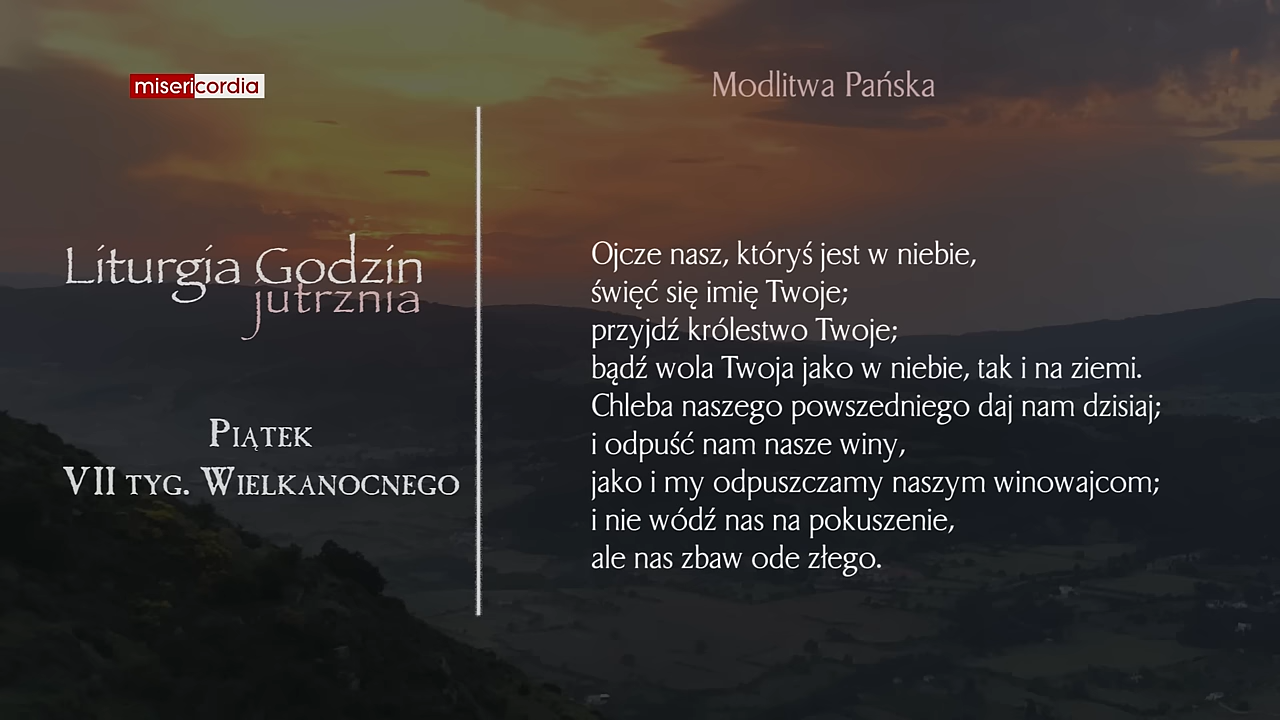 misericordia
Liturgia Godzin
jutrznia
Piątek
VII tyg. Wielkanocnego
Modlitwa Pańska
Ojcze nasz, któryś jest w niebie,
święć się imię Twoje;
przyjdź królestwo Twoje;
bądź wola Twoja jako w niebie, tak i na ziemi.
Chleba naszego powszedniego daj nam dzisiaj;
i odpuść nam nasze winy,
jako i my odpuszczamy naszym winowajcom;
i nie wódź nas na pokuszenie,
ale nas zbaw ode złego.